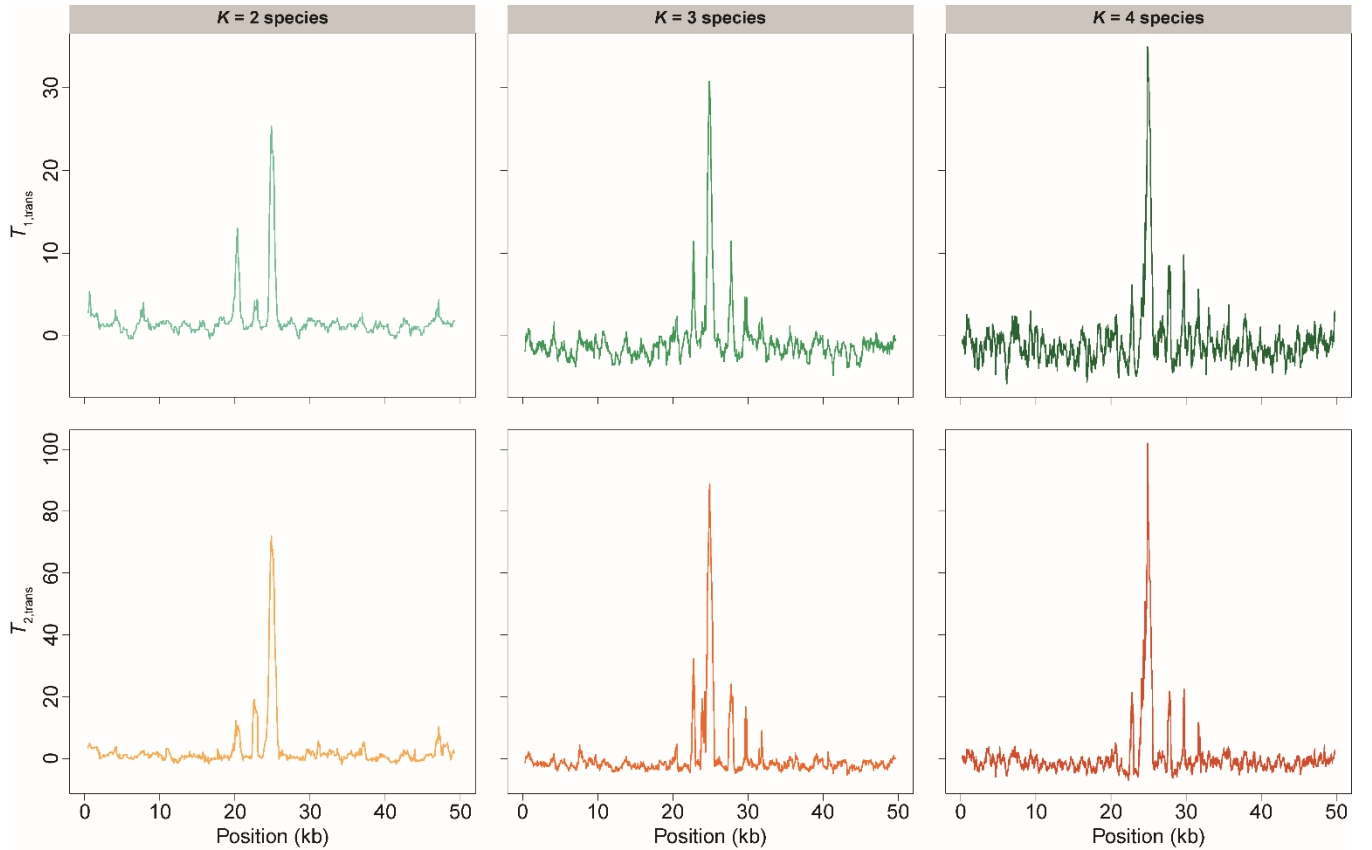 K = 2 species
K = 3 species
K = 4 species
T1,trans
30
20
10
0
T2,trans
100
80
60
40
20
0
0 10 20 30 40 50
0 10 20 30 40 50
0 10 20 30 40 50
Position (kb)
Position (kb)
Position (kb)